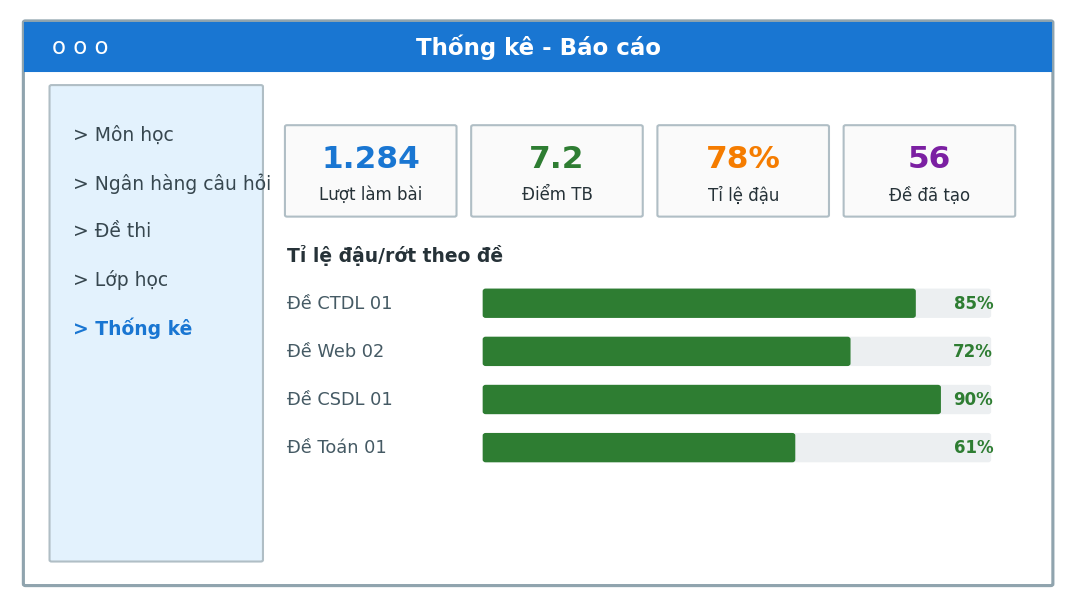 o o o
Thống kê - Báo cáo
> Môn học
> Ngân hàng câu hỏi
> Đề thi
> Lớp học
> Thống kê
1.284
Lượt làm bài
7.2
Điểm TB
78%
Tỉ lệ đậu
56
Đề đã tạo
Tỉ lệ đậu/rớt theo đề
Đề CTDL 01 85%
Đề Web 02 72%
Đề CSDL 01 90%
Đề Toán 01 61%